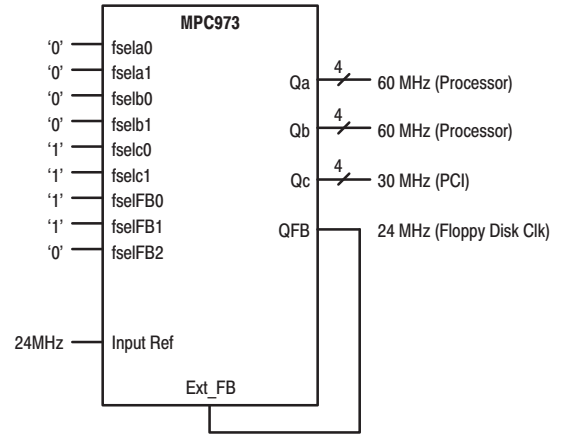 MPC973
‘0’ fsela0
‘0’ fsela1
‘0’ fselb0
‘0’ fselb1
‘1’ fselc0
‘1’ fselc1
‘1’ fselFB0
‘1’ fselFB1
‘0’ fselFB2
Qa 4 60 MHz (Processor)
Qb 4 60 MHz (Processor)
Qc 4 30 MHz (PCI)
QFB 24 MHz (Floppy Disk Clk)
24MHz Input Ref
Ext_FB